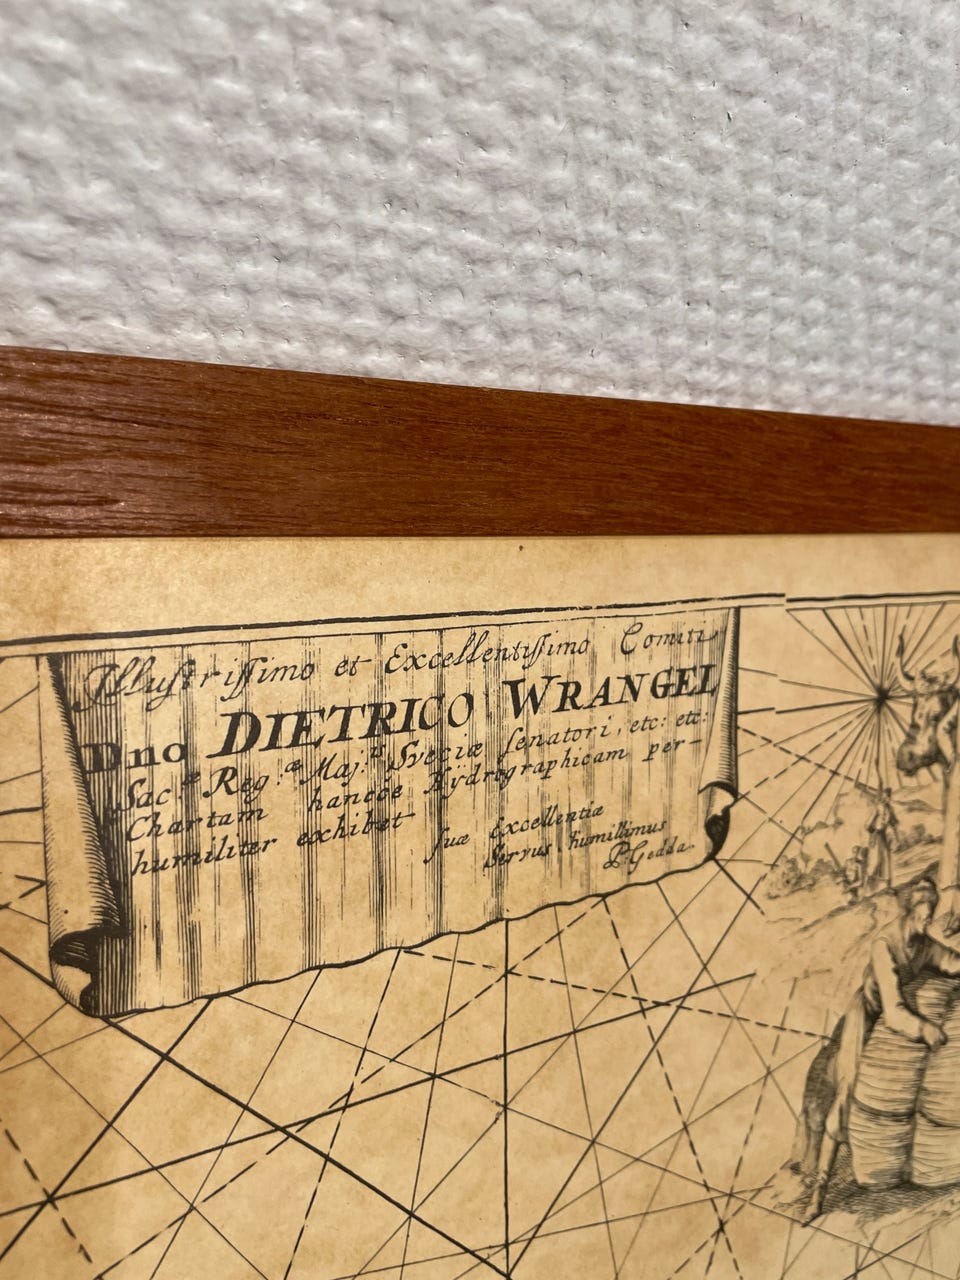 Illuſtriſſimo et Excellentiſſimo Comiti
Dno DIETRICO WRANGEL
Sac:æ Reg:æ Maj:is Sveciæ ſenatori, etc: etc:
Chartam hancce Hydrographicam per-
humiliter exhibet
ſuæ Excellentiæ
Servus humillimus
P: Gedda.